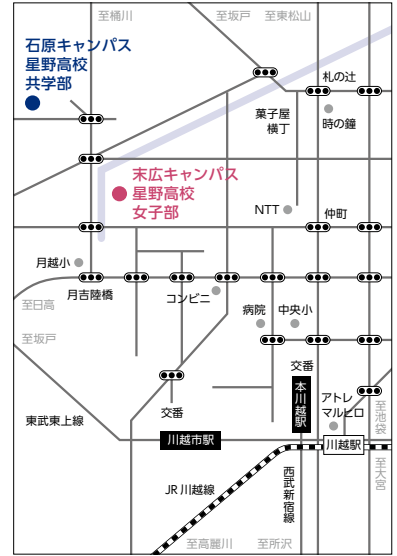 至桶川
至坂戸
至東松山
石原キャンパス
星野高校
共学部
札の辻
菓子屋
横丁
時の鐘
末広キャンパス
星野高校
女子部
NTT
仲町
月越小
月吉陸橋
コンビニ
至日高
病院
中央小
至坂戸
交番
本川越駅
アトレ
マルヒロ
交番
東武東上線
川越市駅
川越駅
至池袋
至大宮
JR川越線
西武新宿線
至高麗川
至所沢